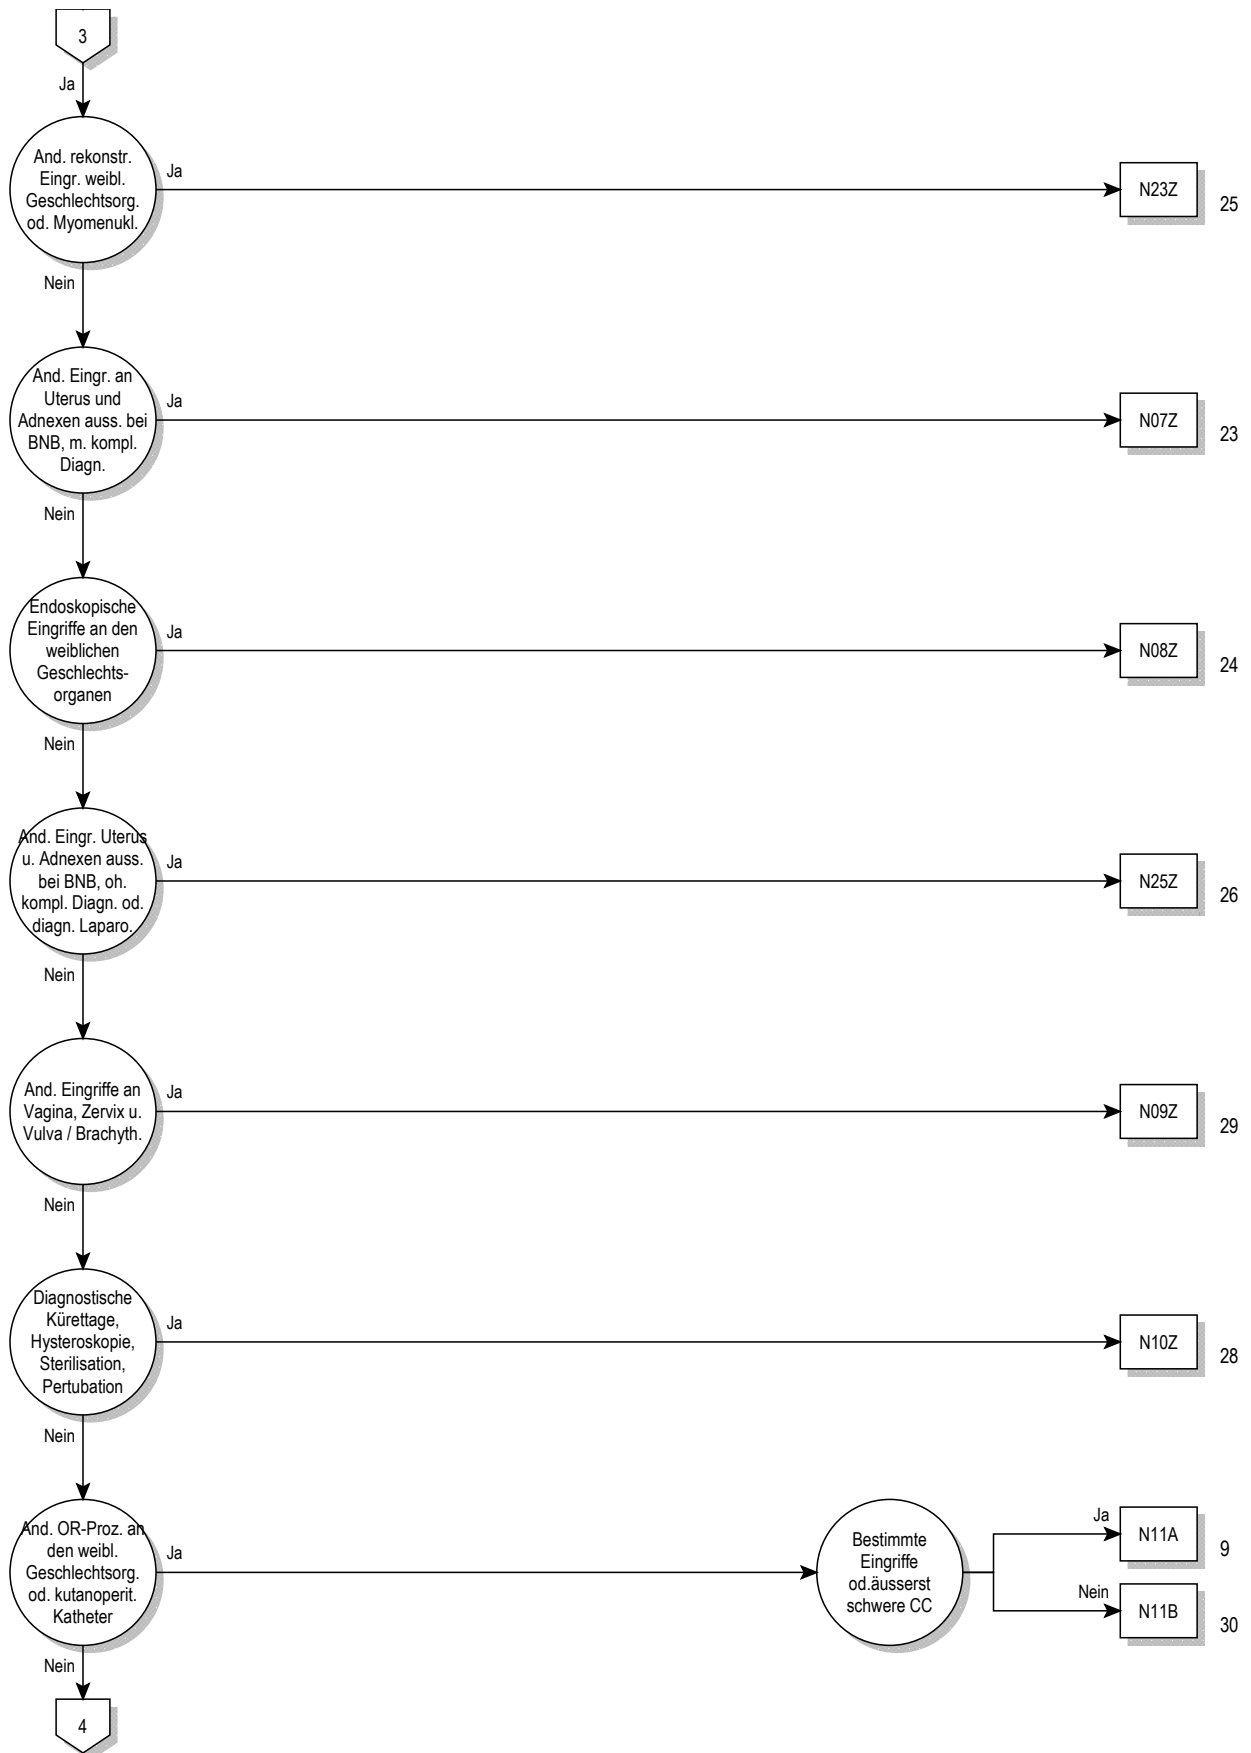 3
Ja
And. rekonstr.
Eingr. weibl.
Geschlechtsorg.
od. Myomenukl.
Ja
N23Z
25
Nein
And. Eingr. an
Uterus und
Adnexen auss. bei
BNB, m. kompl.
Diagn.
Ja
N07Z
23
Nein
Endoskopische
Eingriffe an den
weiblichen
Geschlechts-
organen
Ja
N08Z
24
Nein
And. Eingr. Uterus
u. Adnexen auss.
bei BNB, oh.
kompl. Diagn. od.
diagn. Laparo.
Ja
N25Z
26
Nein
And. Eingriffe an
Vagina, Zervix u.
Vulva / Brachyth.
Ja
N09Z
29
Nein
Diagnostische
Kürettage,
Hysteroskopie,
Sterilisation,
Pertubation
Ja
N10Z
28
Nein
And. OR-Proz. an
den weibl.
Geschlechtsorg.
od. kutanoperit.
Katheter
Ja
Bestimmte
Eingriffe
od.äusserst
schwere CC
Ja
N11A
9
Nein
N11B
30
Nein
4